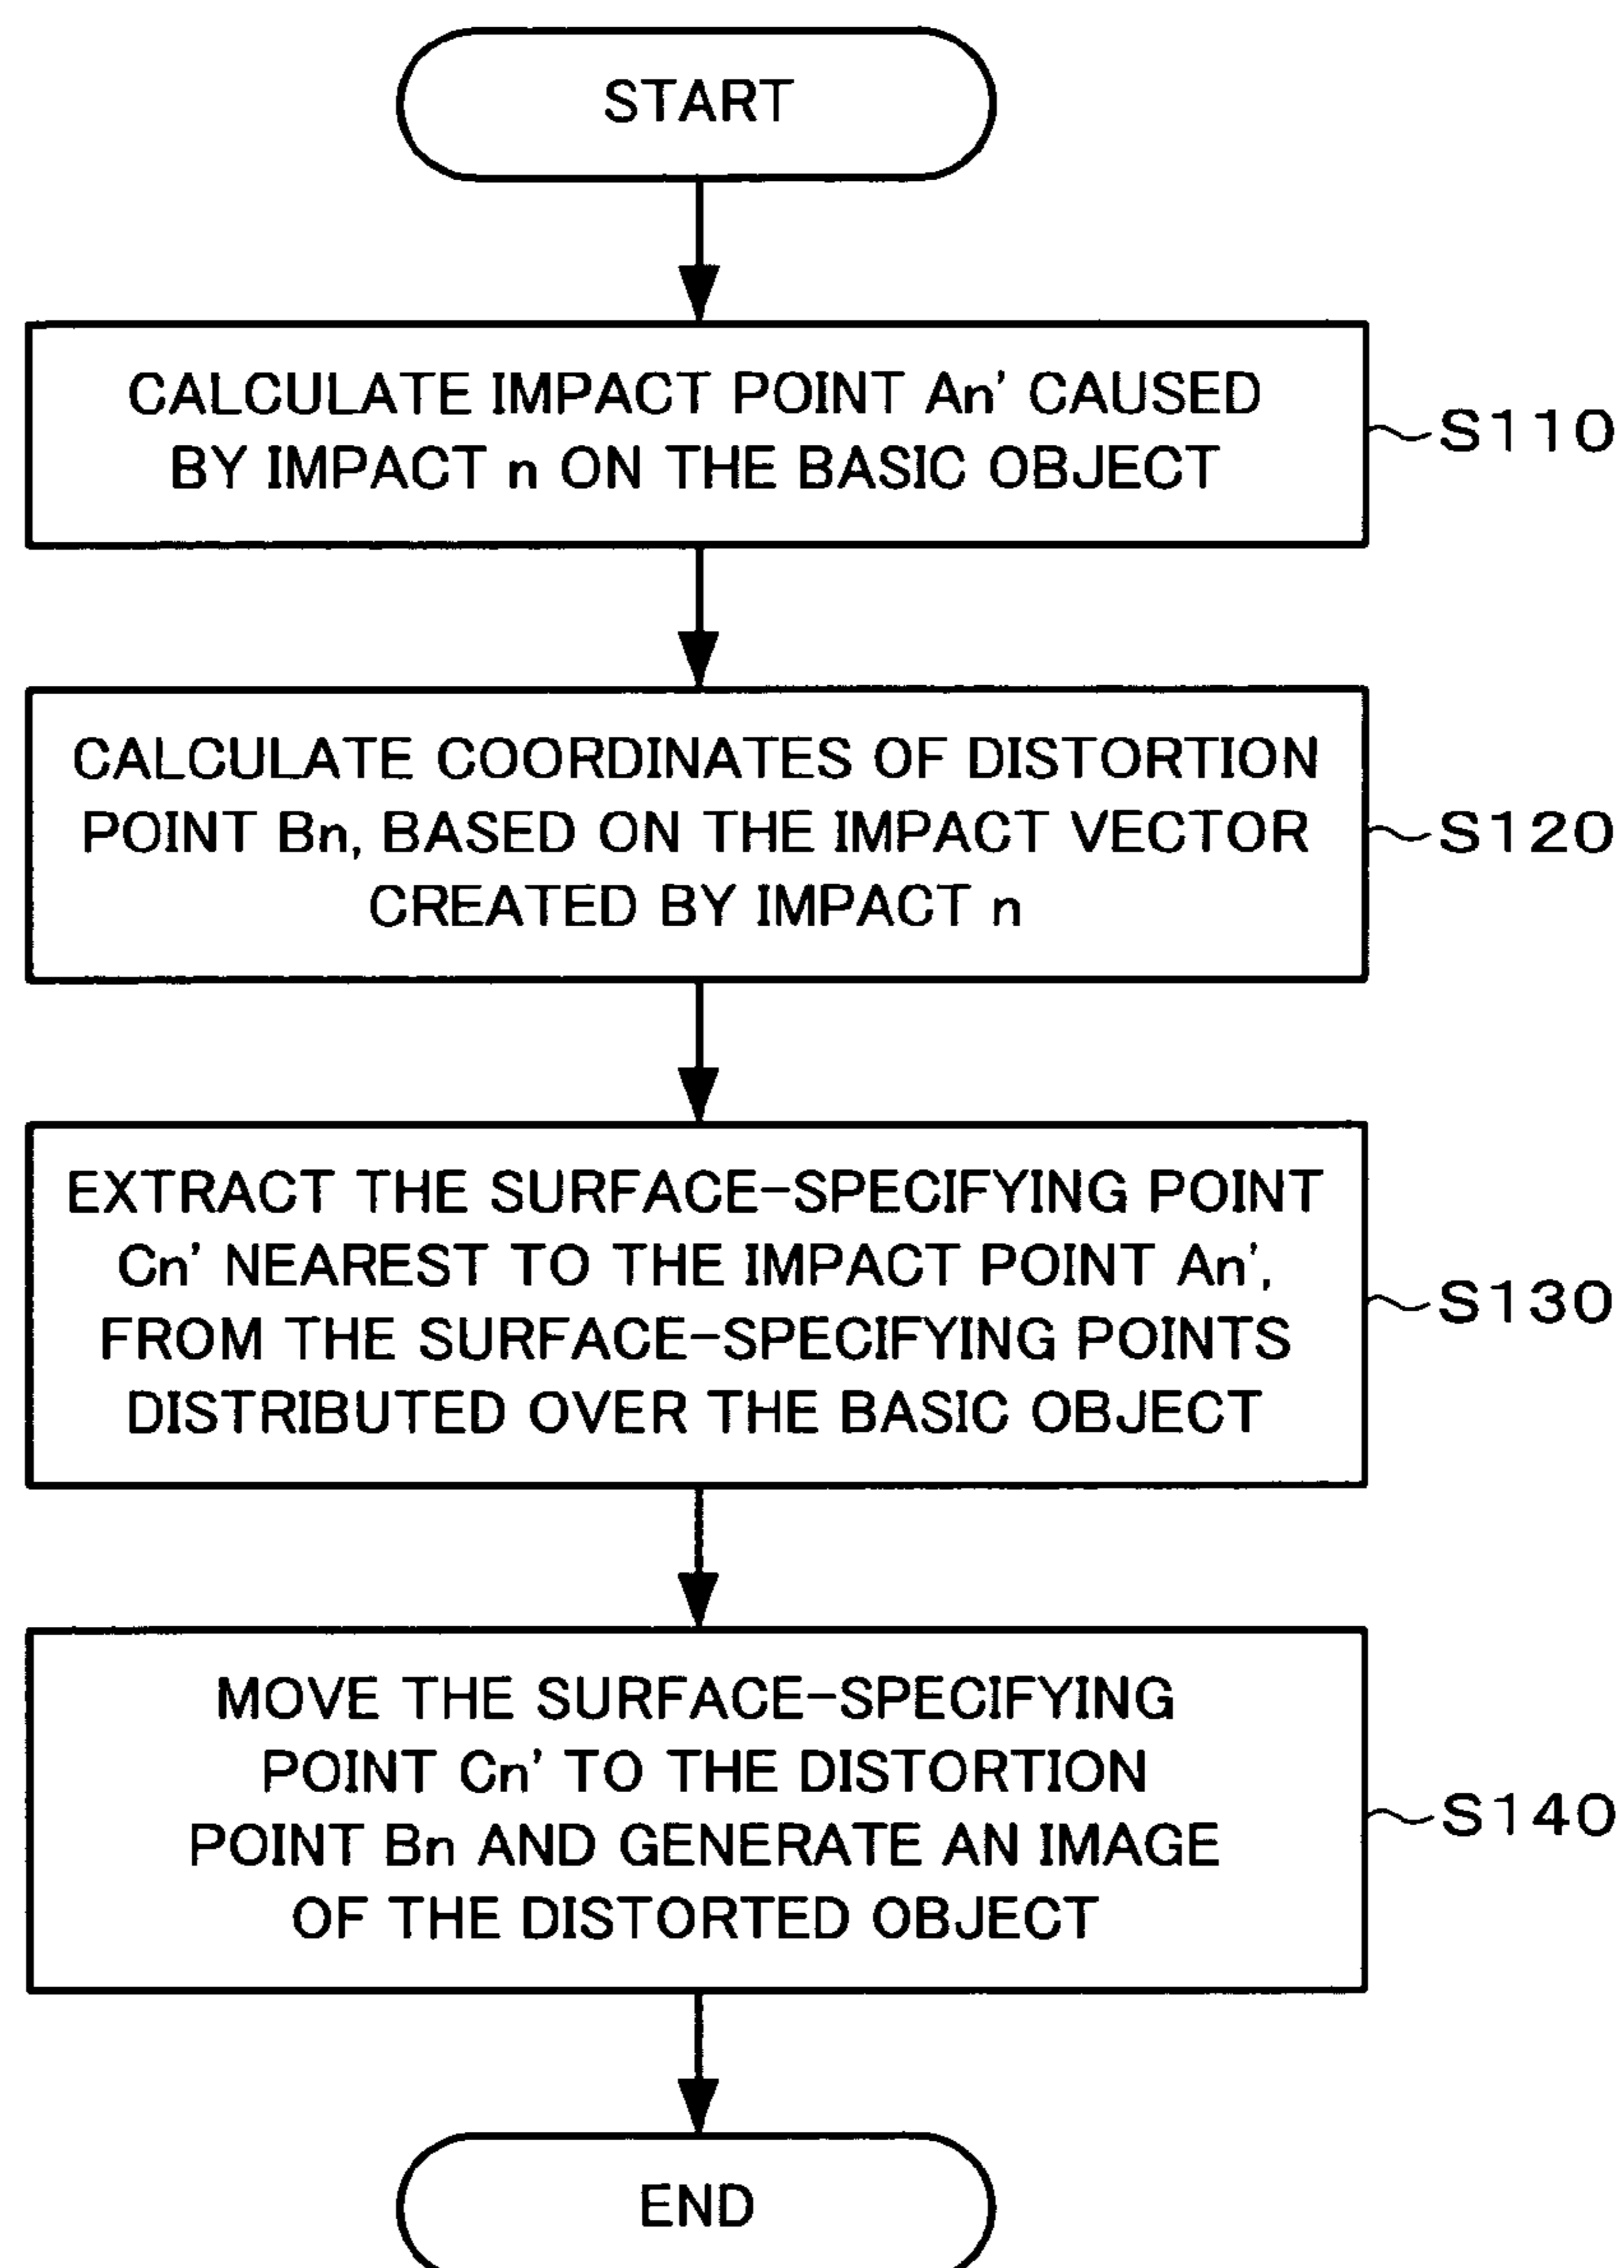 START
CALCULATE IMPACT POINT An' CAUSED
BY IMPACT n ON THE BASIC OBJECT
S110
CALCULATE COORDINATES OF DISTORTION
POINT Bn, BASED ON THE IMPACT VECTOR
CREATED BY IMPACT n
S120
EXTRACT THE SURFACE-SPECIFYING POINT
Cn' NEAREST TO THE IMPACT POINT An',
FROM THE SURFACE-SPECIFYING POINTS
DISTRIBUTED OVER THE BASIC OBJECT
S130
MOVE THE SURFACE-SPECIFYING
POINT Cn' TO THE DISTORTION
POINT Bn AND GENERATE AN IMAGE
OF THE DISTORTED OBJECT
S140
END